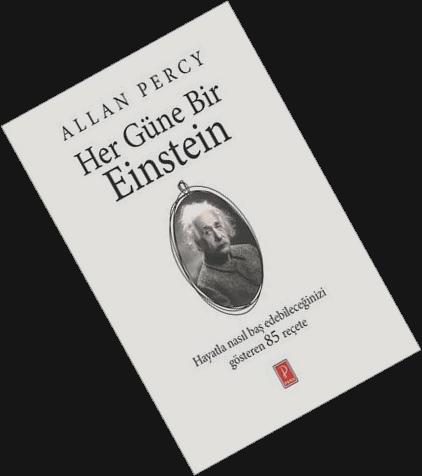 ALLAN PERCY
Her Güne Bir
Einstein
Hayatla nasıl baş edebileceğinizi
gösteren 85 reçete
P